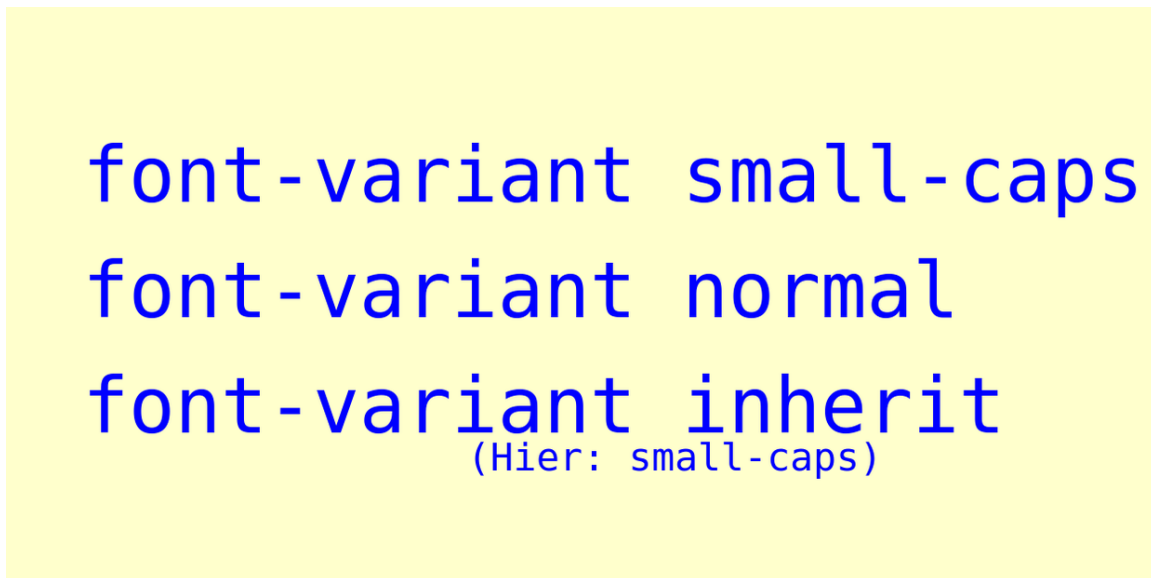 font-variant small-caps
font-variant normal
font-variant inherit
(Hier: small-caps)